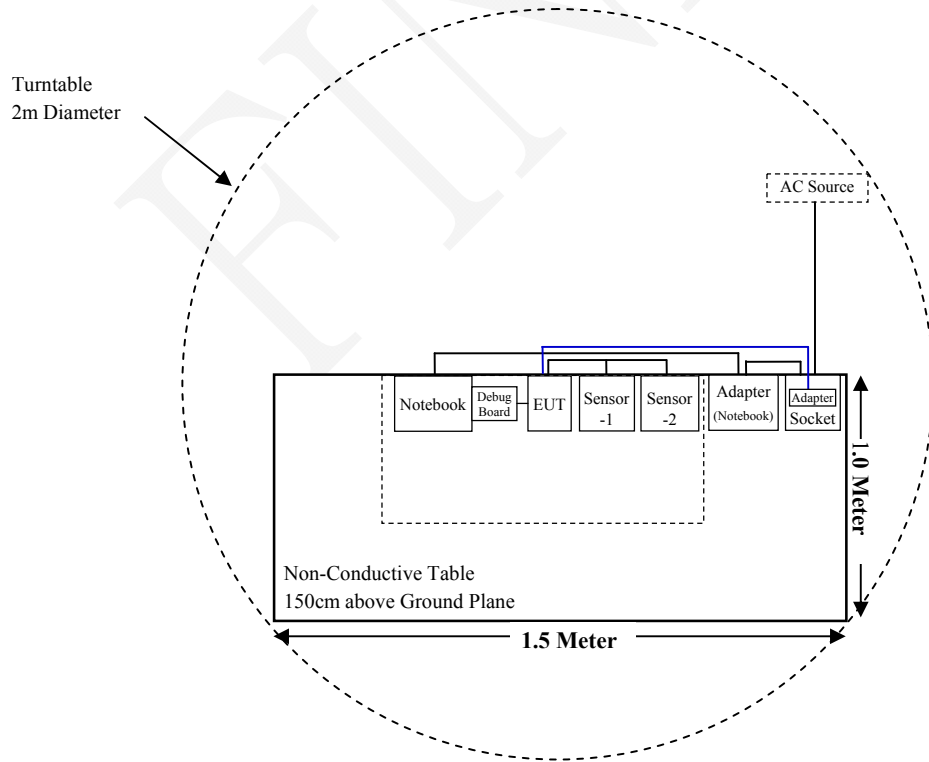 Turntable
2m Diameter
AC Source
Notebook
Debug
Board
EUT
Sensor
-1
Sensor
-2
Adapter
(Notebook)
Adapter
Socket
1.0 Meter
Non-Conductive Table
150cm above Ground Plane
1.5 Meter